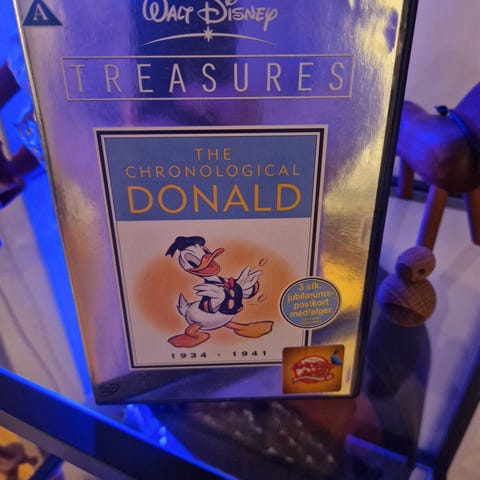 A
WALT DISNEY
TREASURES
THE
CHRONOLOGICAL
DONALD
3 stk.
jubilæums-
postkort
medfølger.
1934 - 1941